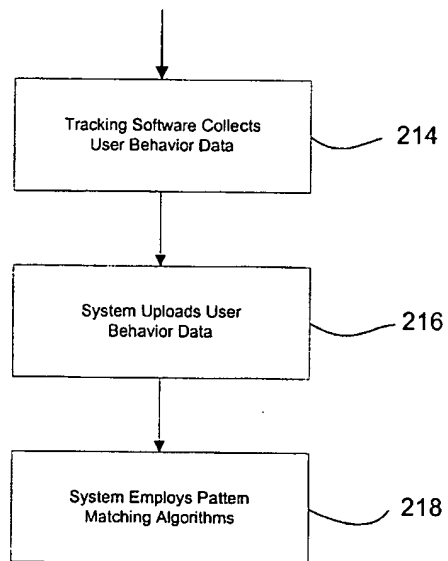 Tracking Software Collects
User Behavior Data
214
System Uploads User
Behavior Data
216
System Employs Pattern
Matching Algorithms
218